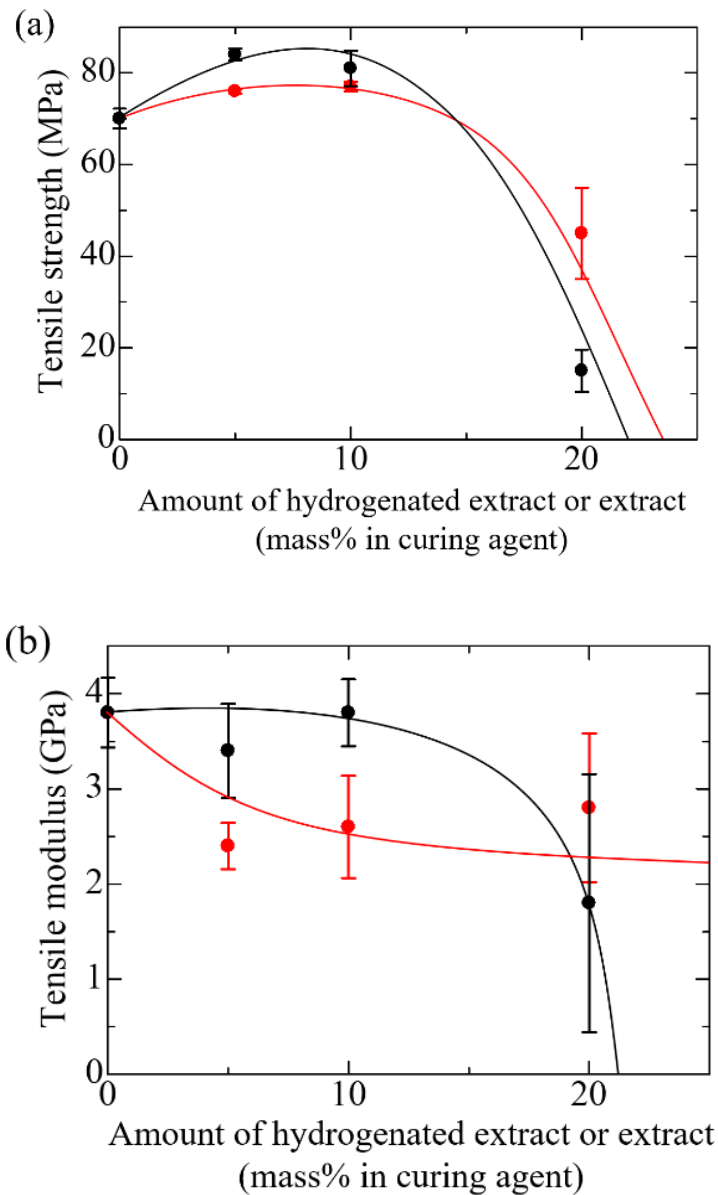 (a)
Tensile strength (MPa)
80
60
40
20
0
0 10 20
Amount of hydrogenated extract or extract
(mass% in curing agent)
(b)
Tensile modulus (GPa)
4
3
2
1
0
0 10 20
Amount of hydrogenated extract or extract
(mass% in curing agent)